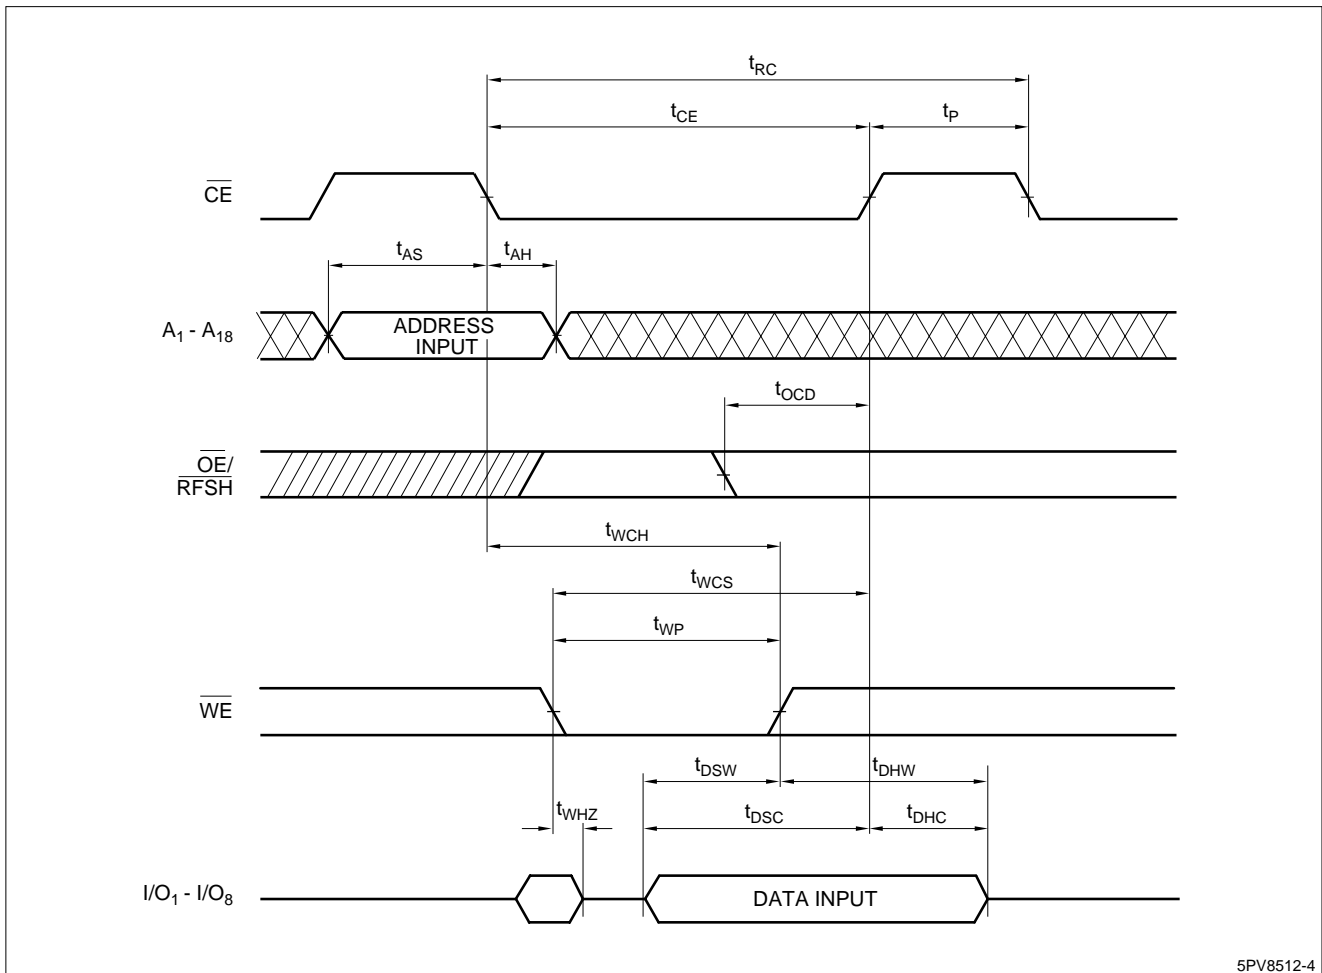 tRC
tCE
tP
CE
tAS
tAH
A1 - A18
ADDRESS
INPUT
tOCD
OE/
RFSH
tWCH
tWCS
tWP
WE
tDSW
tDHW
tWHZ
tDSC
tDHC
I/O1 - I/O8
DATA INPUT
5PV8512-4